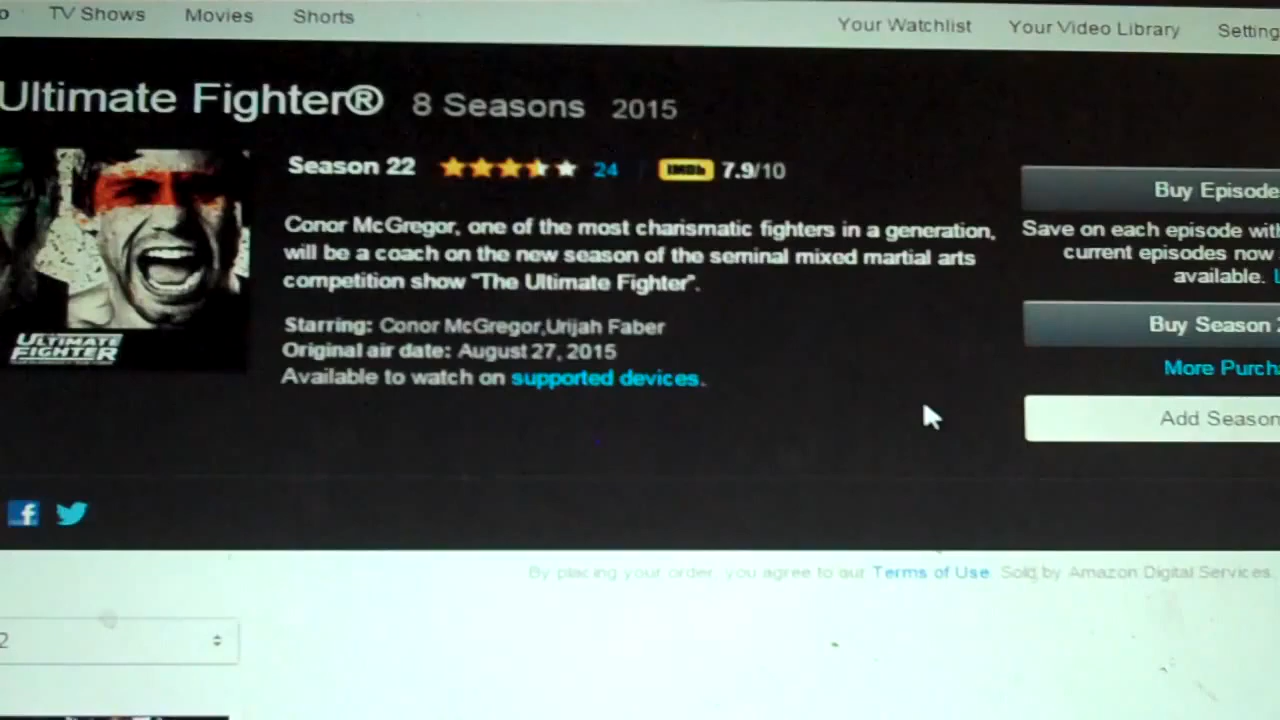 TV Shows Movies Shorts Your Watchlist Your Video Library Setting
Ultimate Fighter® 8 Seasons 2015
Season 22 24 IMDb 7.9/10
Conor McGregor, one of the most charismatic fighters in a generation,
will be a coach on the new season of the seminal mixed martial arts
competition show "The Ultimate Fighter".
Starring: Conor McGregor,Urijah Faber
Original air date: August 27, 2015
Available to watch on supported devices.
ULTIMATE
FIGHTER
Buy Episode
Save on each episode with
current episodes now
available.
Buy Season
More Purch
Add Season
f
By placing your order, you agree to our Terms of Use. Sold by Amazon Digital Services.
2